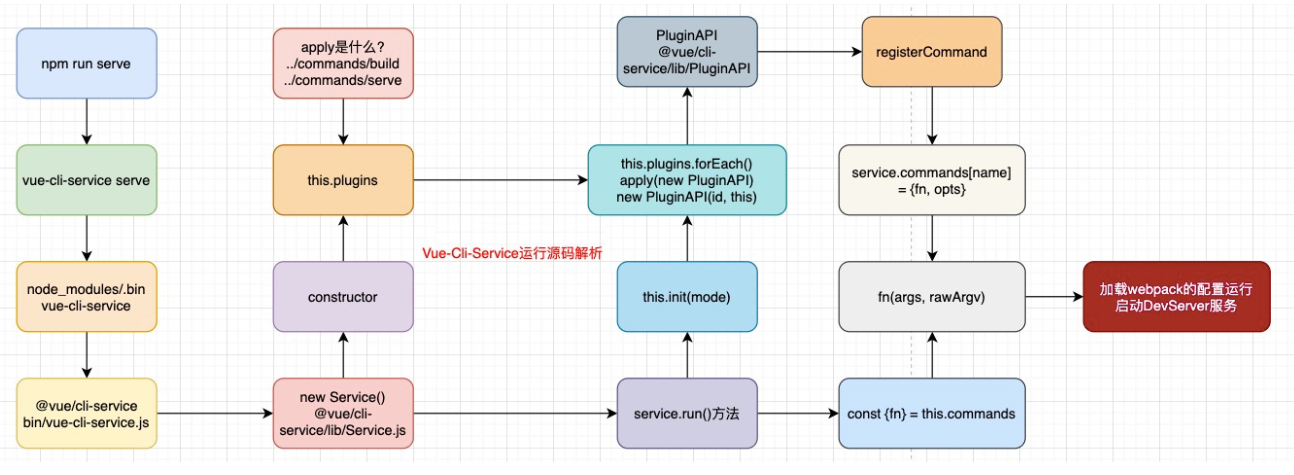 npm run serve
vue-cli-service serve
node_modules/.bin
vue-cli-service
@vue/cli-service
bin/vue-cli-service.js
apply是什么?
../commands/build
../commands/serve
this.plugins
constructor
new Service()
@vue/cli-
service/lib/Service.js
Vue-Cli-Service运行源码解析
PluginAPI
@vue/cli-
service/lib/PluginAPI
this.plugins.forEach()
apply(new PluginAPI)
new PluginAPI(id, this)
this.init(mode)
service.run()方法
registerCommand
service.commands[name]
= {fn, opts}
fn(args, rawArgv)
const {fn} = this.commands
加载webpack的配置运行
启动DevServer服务